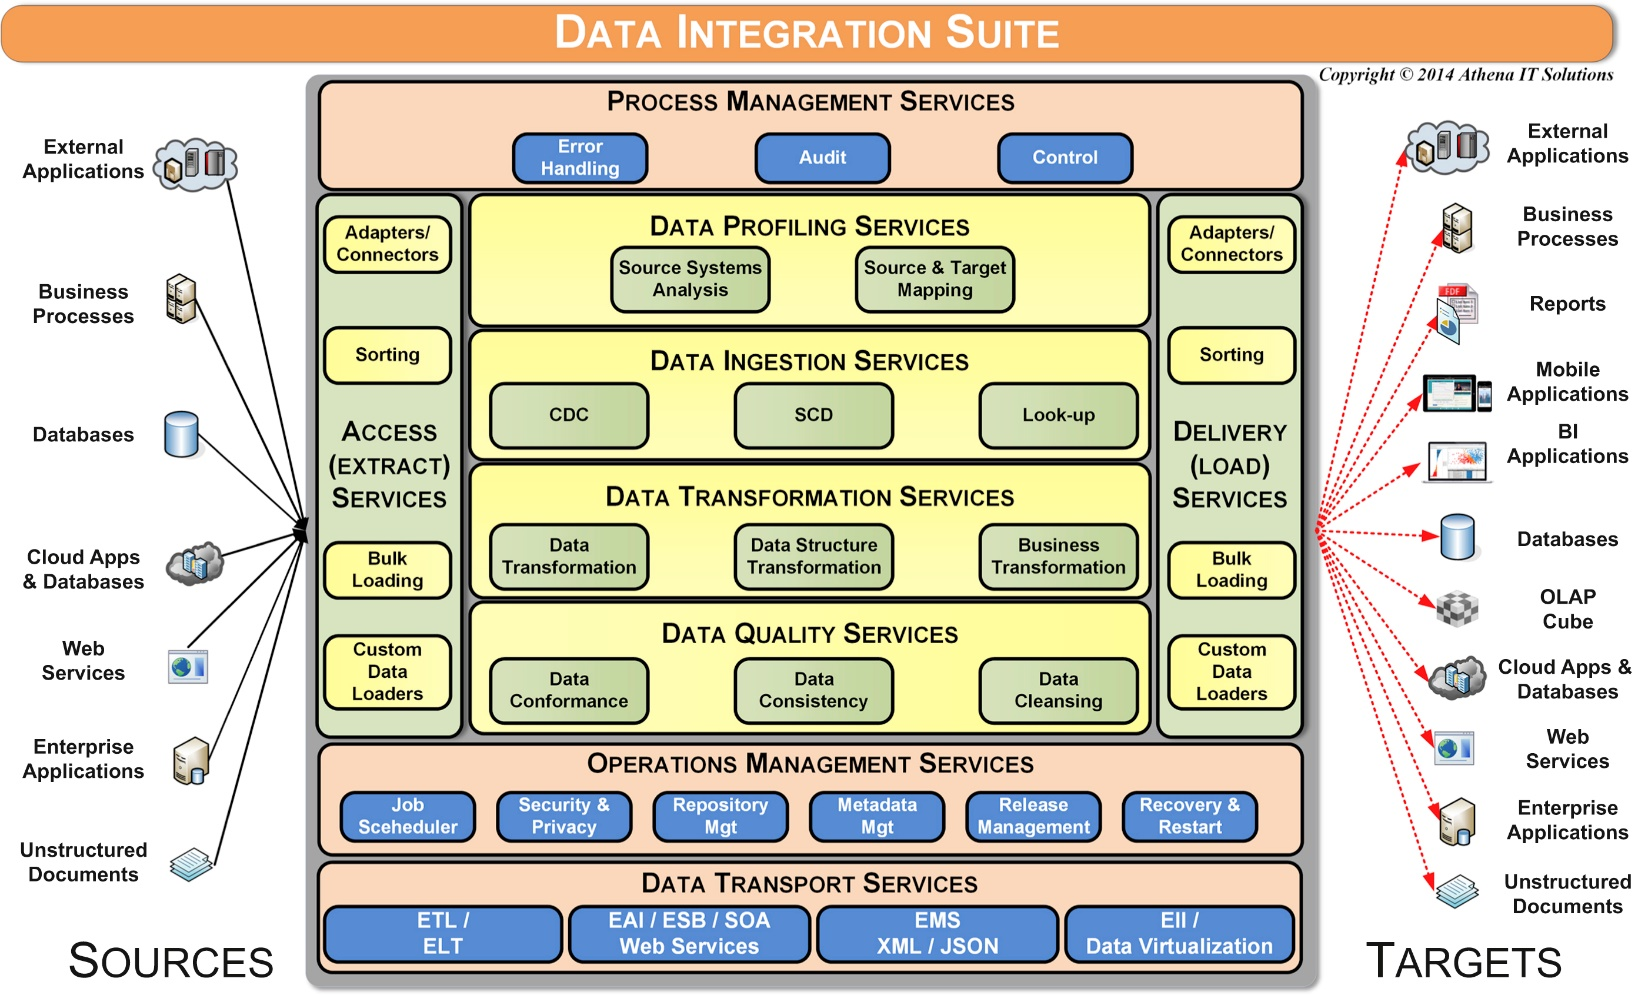 DATA INTEGRATION SUITE
Copyright © 2014 Athena IT Solutions
External
Applications
Business
Processes
Databases
Cloud Apps
& Databases
Web
Services
Enterprise
Applications
Unstructured
Documents
SOURCES
PROCESS MANAGEMENT SERVICES
Error
Handling
Audit
Control
Adapters/
Connectors
Sorting
ACCESS
(EXTRACT)
SERVICES
Bulk
Loading
Custom
Data
Loaders
DATA PROFILING SERVICES
Source Systems
Analysis
Source & Target
Mapping
DATA INGESTION SERVICES
CDC
SCD
Look-up
DATA TRANSFORMATION SERVICES
Data
Transformation
Data Structure
Transformation
Business
Transformation
DATA QUALITY SERVICES
Data
Conformance
Data
Consistency
Data
Cleansing
Adapters/
Connectors
Sorting
DELIVERY
(LOAD)
SERVICES
Bulk
Loading
Custom
Data
Loaders
OPERATIONS MANAGEMENT SERVICES
Job
Sceheduler
Security &
Privacy
Repository
Mgt
Metadata
Mgt
Release
Management
Recovery &
Restart
DATA TRANSPORT SERVICES
ETL /
ELT
EAI / ESB / SOA
Web Services
EMS
XML / JSON
EII /
Data Virtualization
External
Applications
Business
Processes
PDF
Reports
Mobile
Applications
BI
Applications
Databases
OLAP
Cube
Cloud Apps &
Databases
Web
Services
Enterprise
Applications
Unstructured
Documents
TARGETS